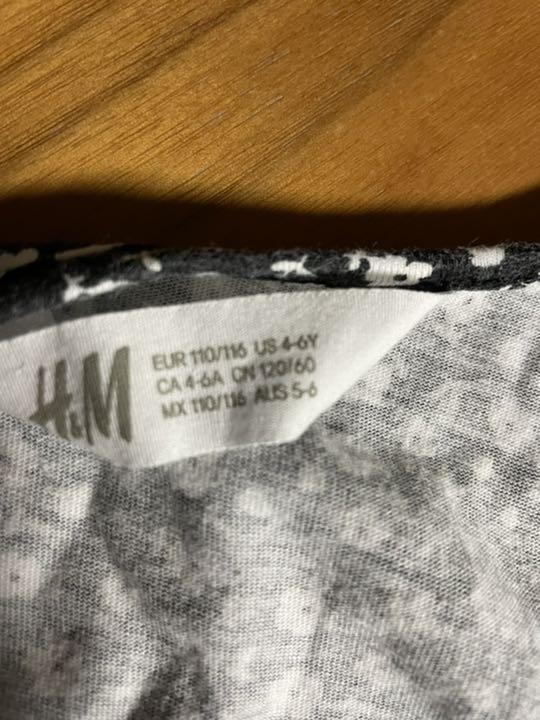 H&M
EUR 110/116 US 4-6Y
CA 4-6A CN 120/60
MX 110/116 AUS 5-6